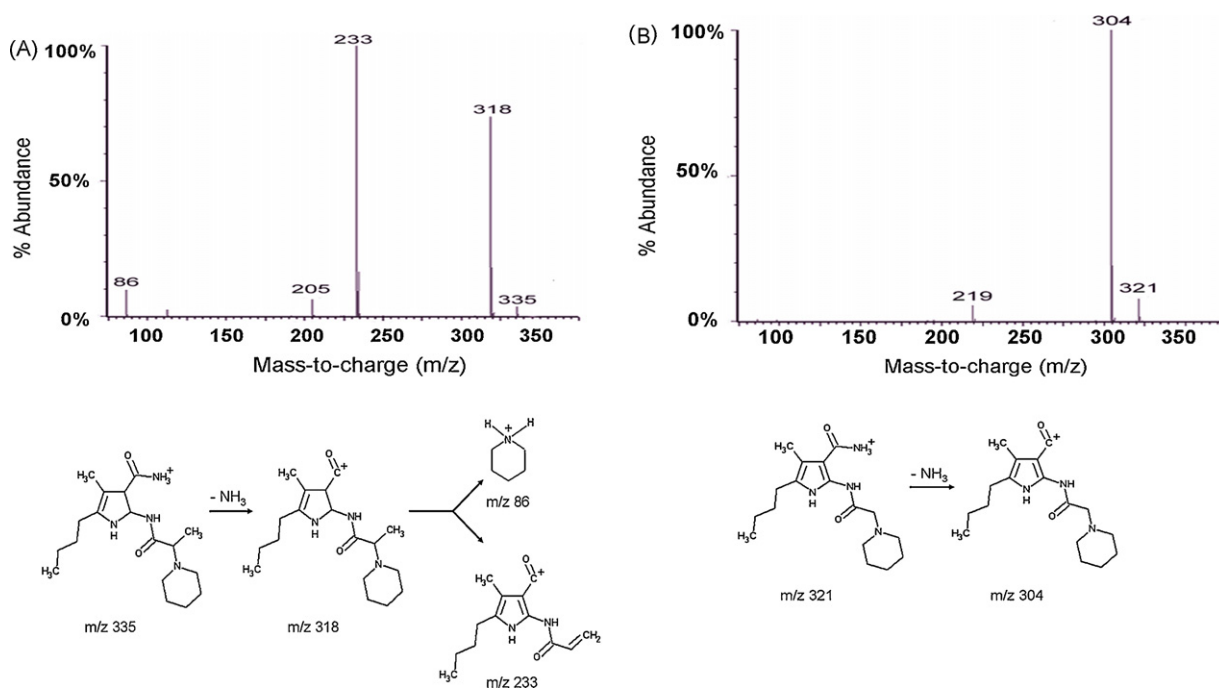 (A)
100%
50%
0%
% Abundance
233
318
86
205
335
100
150
200
250
300
350
Mass-to-charge (m/z)
(B)
100%
50%
0%
% Abundance
304
219
321
100
150
200
250
300
350
Mass-to-charge (m/z)
O
NH3+
H3C
N
H
NH
O
CH3
N
H3C
m/z 335
- NH3
O
C+
H3C
N
H
NH
O
CH3
N
H3C
m/z 318
H
H
N+
m/z 86
O
C+
H3C
N
H
NH
O
CH2
H3C
m/z 233
O
NH3+
H3C
N
H
NH
O
N
H3C
m/z 321
- NH3
O
C+
H3C
N
H
NH
O
N
H3C
m/z 304